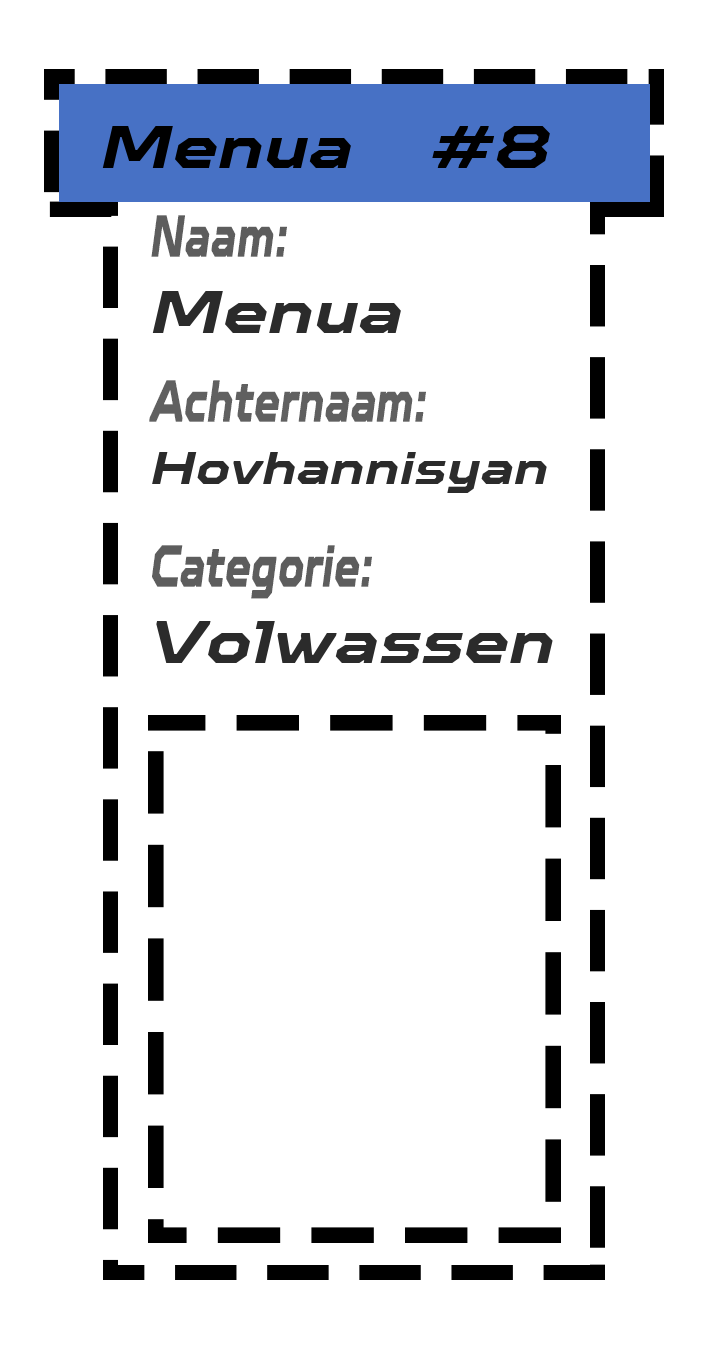 Menua #8
Naam:
Menua
Achternaam:
Hovhannisyan
Categorie:
Volwassen